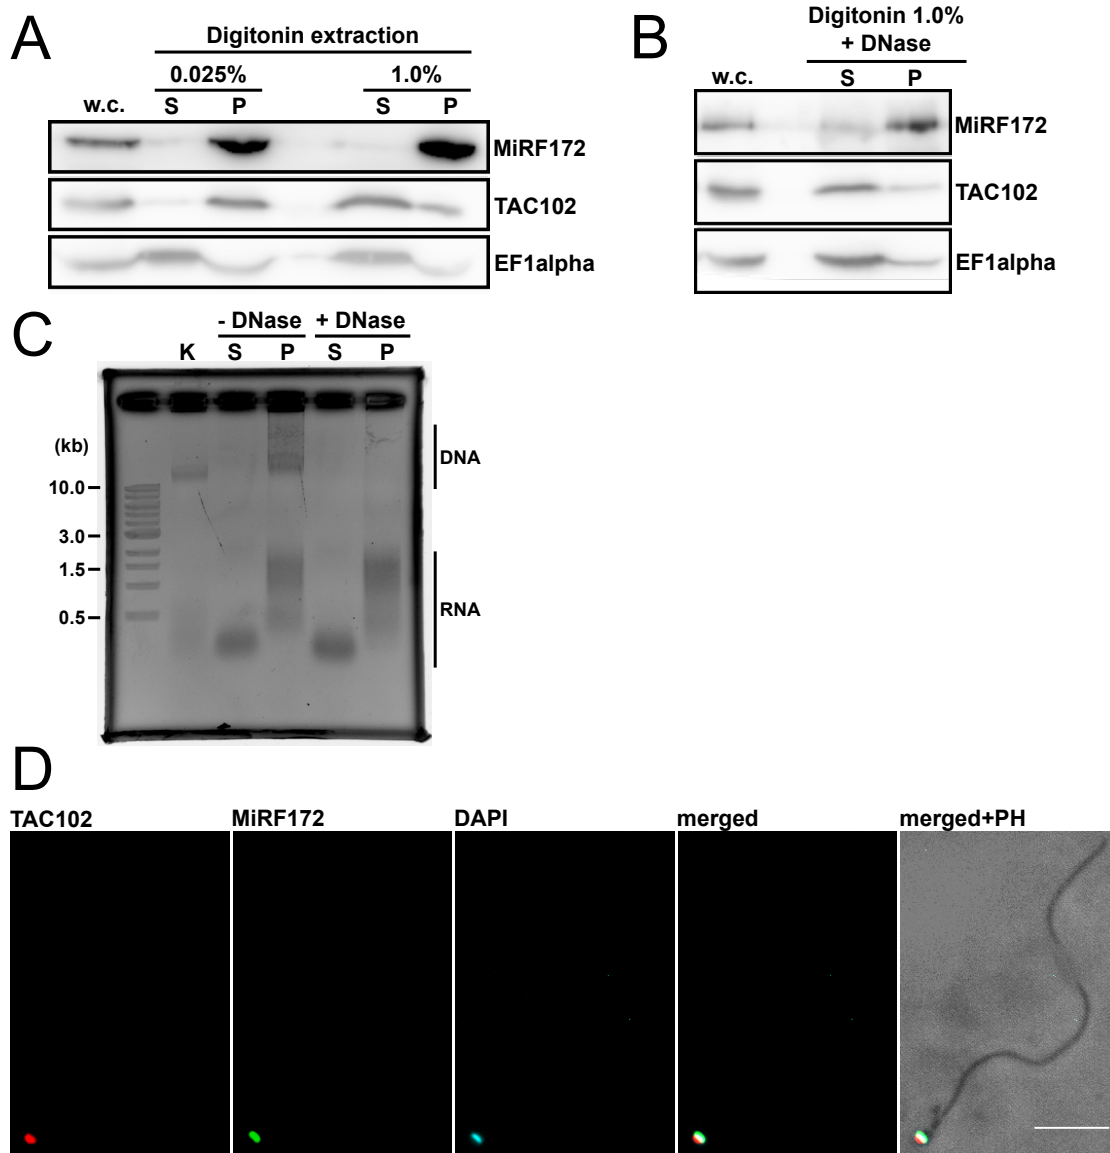 A
Digitonin extraction
0.025% 1.0%
w.c. S P S P
MiRF172
TAC102
EF1alpha
B
Digitonin 1.0%
+ DNase
w.c. S P
MiRF172
TAC102
EF1alpha
C
- DNase + DNase
K S P S P
(kb)
10.0
3.0
1.5
0.5
DNA
RNA
D
TAC102 MiRF172 DAPI merged merged+PH